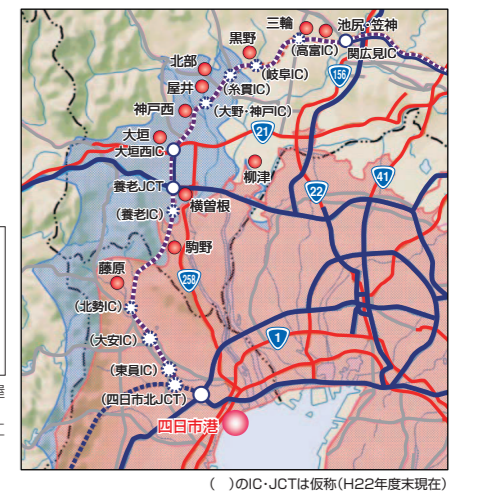 三輪
池尻・笠神
黒野
(高富IC)
関広見IC
北部
(岐阜IC)
156
屋井
(糸貫IC)
神戸西
(大野・神戸IC)
大垣
21
大垣西IC
柳津
41
養老JCT
22
横曽根
(養老IC)
駒野
藤原
258
(北勢IC)
(大安IC)
1
(東員IC)
(四日市北JCT)
四日市港
( )のIC・JCTは仮称(H22年度末現在)